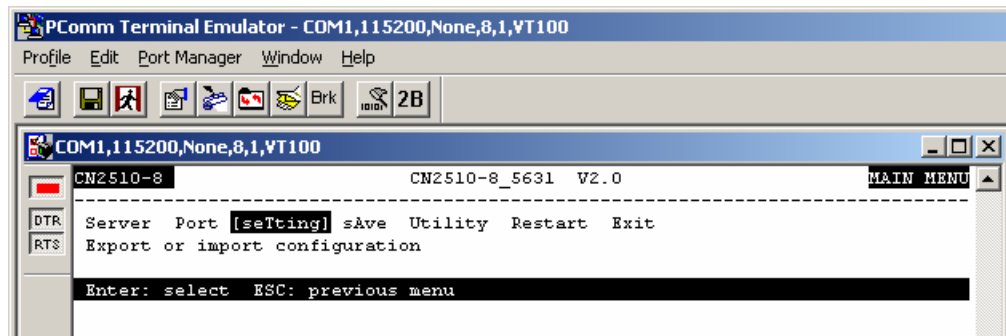 PComm Terminal Emulator - COM1,115200,None,8,1,VT100
Profile Edit Port Manager Window Help
Brk 2B
COM1,115200,None,8,1,VT100
CN2510-8 CN2510-8_5631 V2.0 MAIN MENU
DTR Server Port [seTting] sAve Utility Restart Exit
RTS Export or import configuration
Enter: select ESC: previous menu